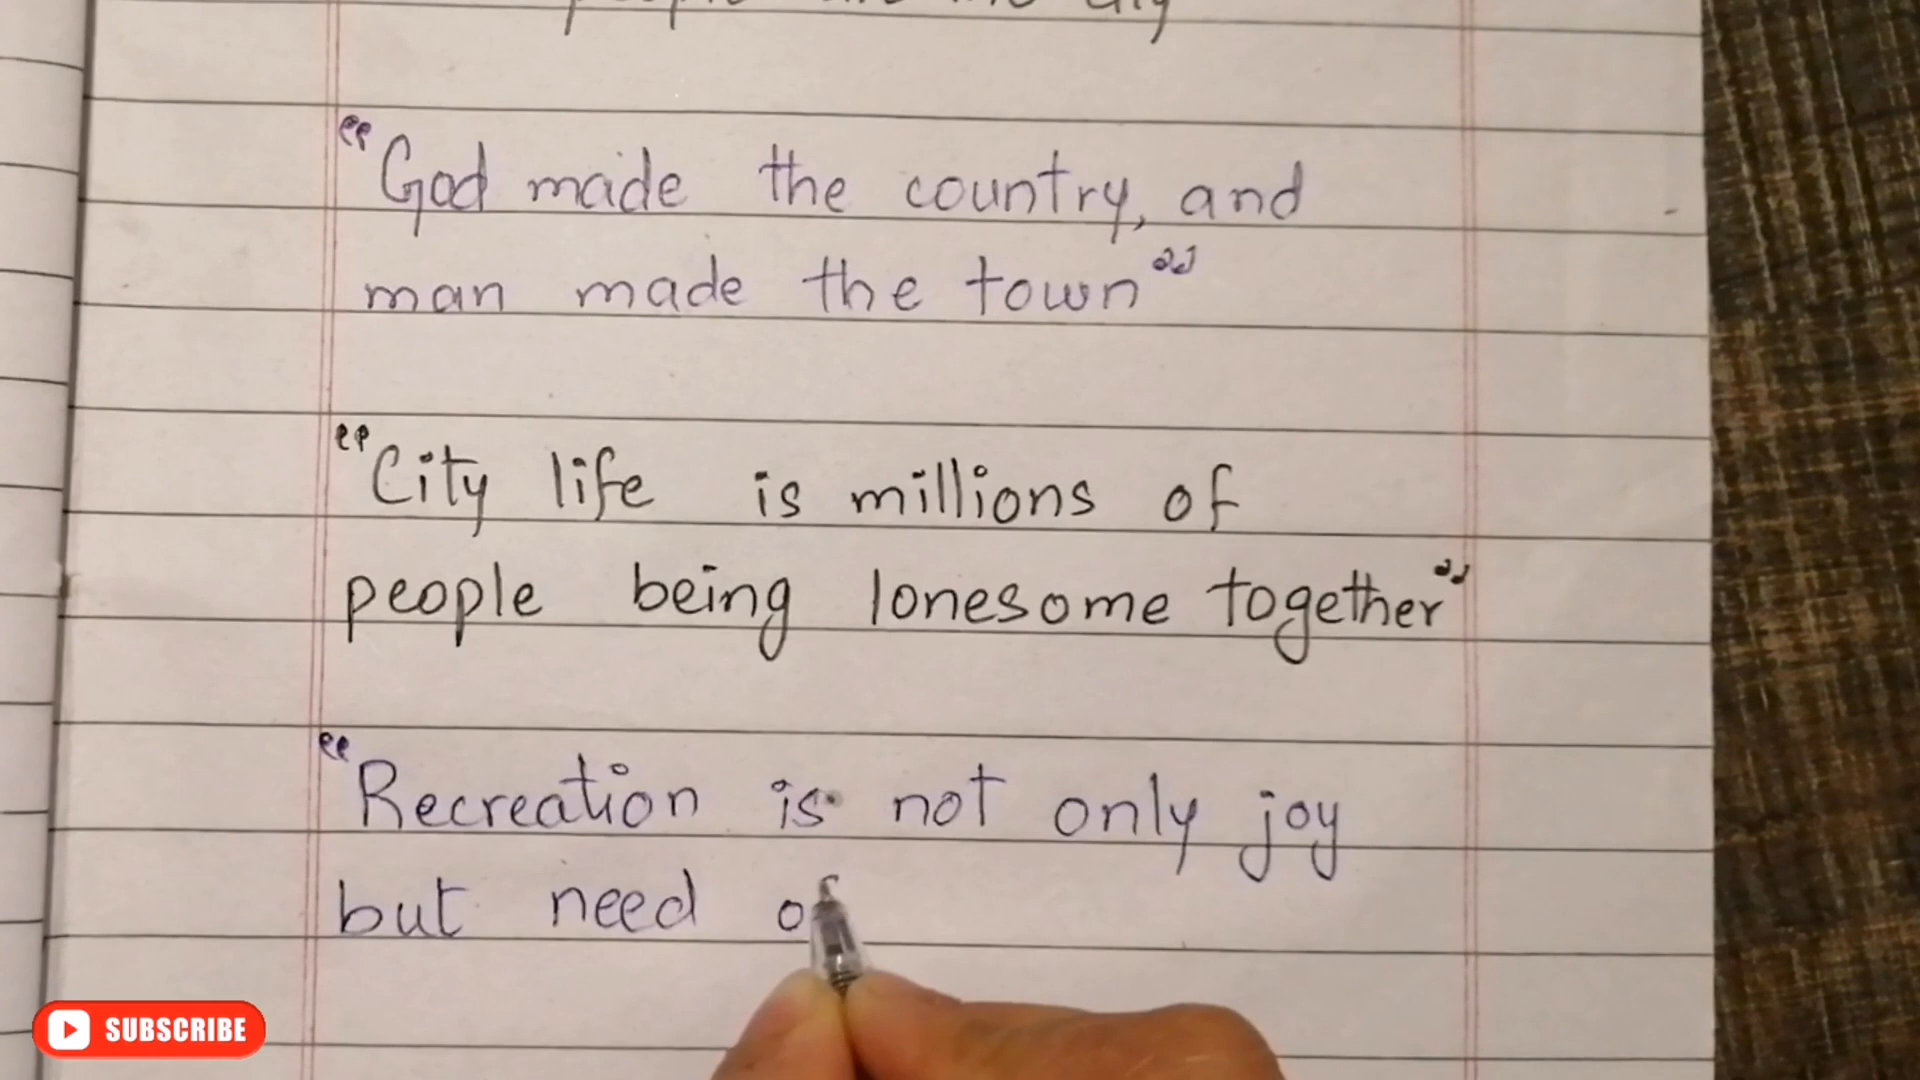 "God made the country, and
man made the town"
"City life is millions of
people being lonesome together"
"Recreation is not only joy
but need of
SUBSCRIBE